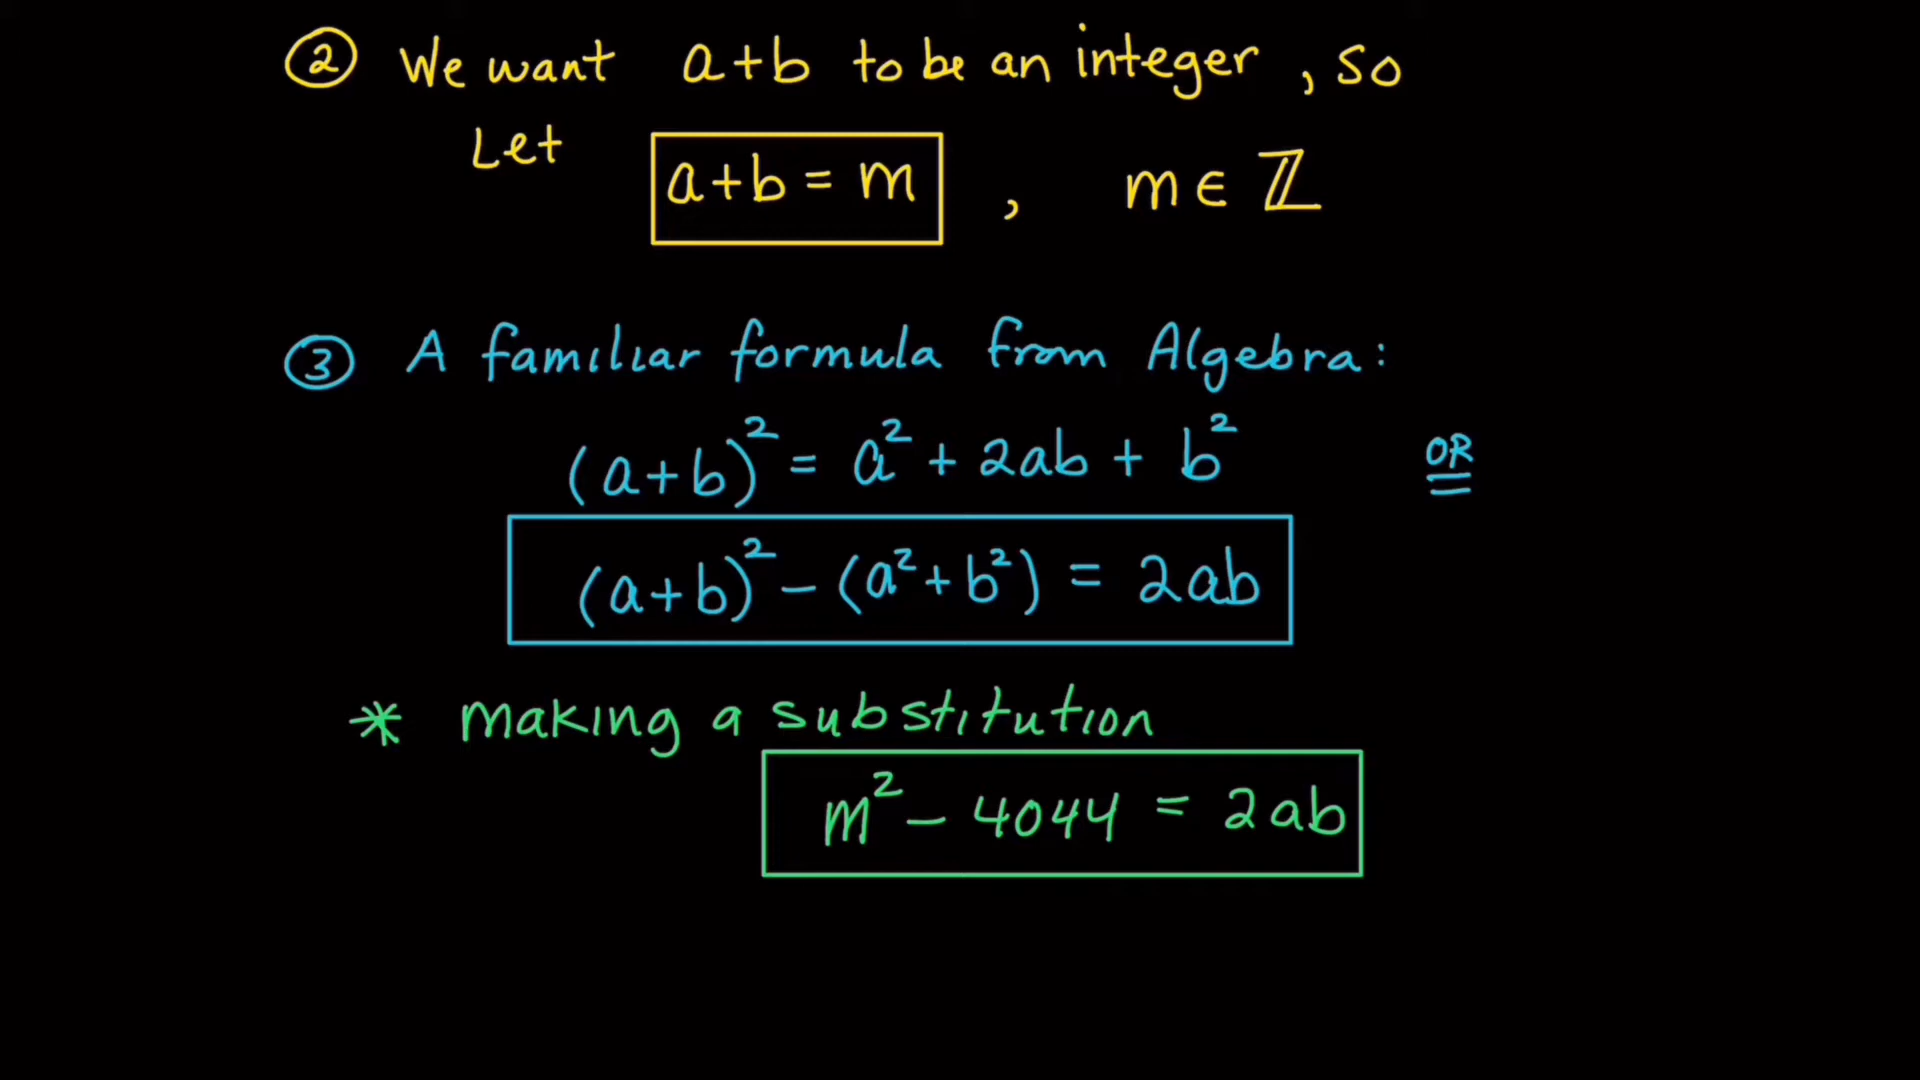 ② We want a+b to be an integer, so
Let a+b = m , m ∈ ℤ
③ A familiar formula from Algebra:
(a+b)² = a² + 2ab + b² OR
(a+b)² – (a²+b²) = 2ab
* making a substitution
m² – 4044 = 2ab